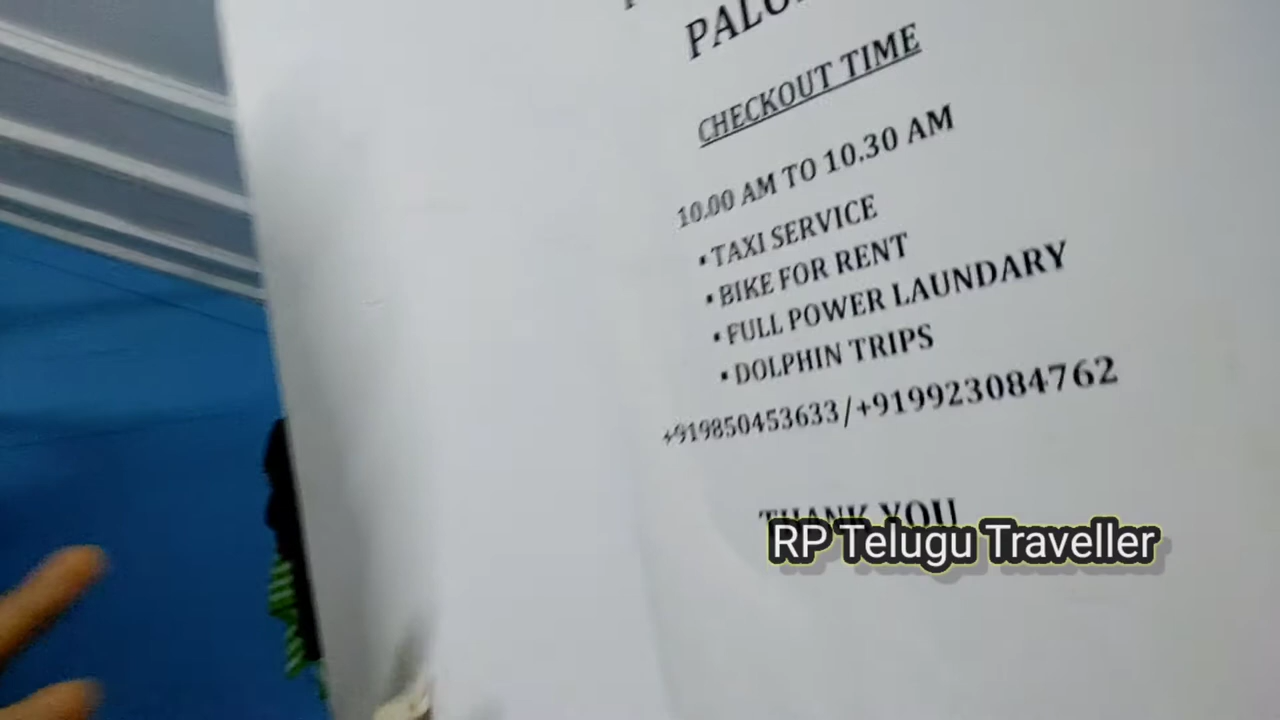 CHECKOUT TIME
10.00 AM TO 10.30 AM
• TAXI SERVICE
• BIKE FOR RENT
• FULL POWER LAUNDARY
• DOLPHIN TRIPS
+919850453633/+919923084762
THANK YOU
RP Telugu Traveller